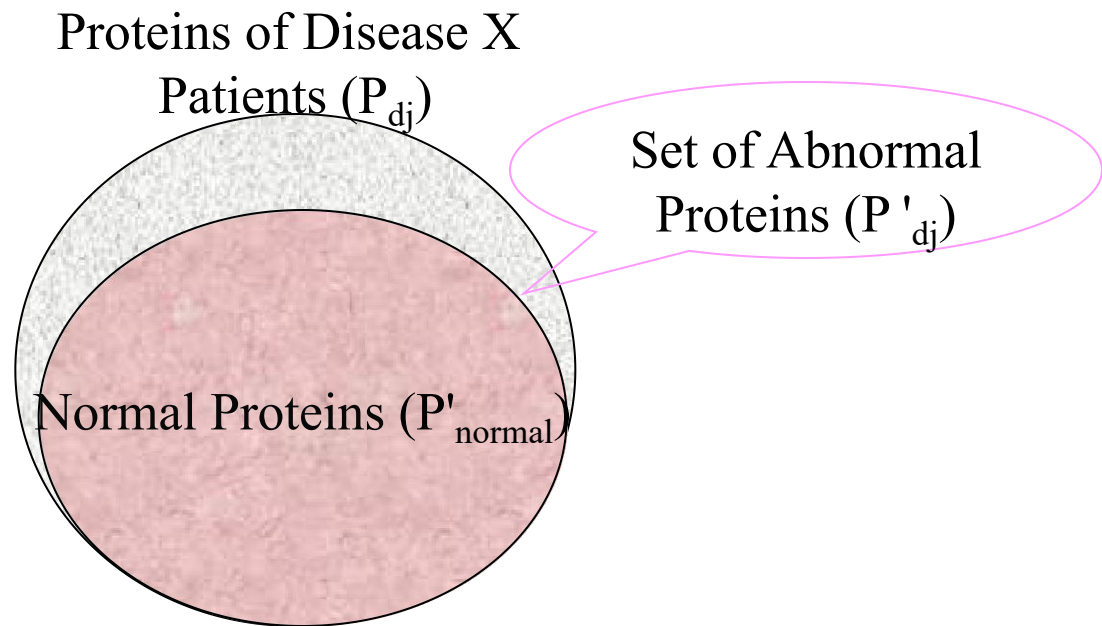 Proteins of Disease X
Patients (Pdj)
Set of Abnormal
Proteins (P 'dj)
Normal Proteins (P'normal)